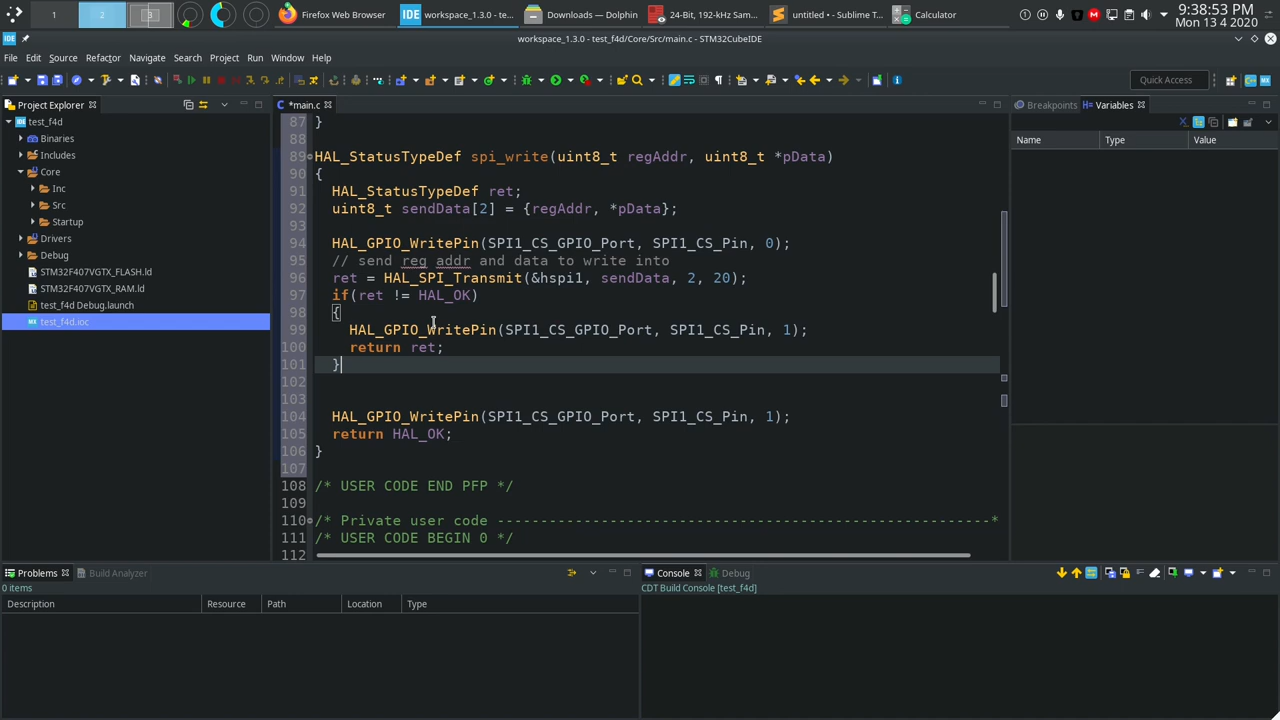 1
2
3
Firefox Web Browser
IDE workspace_1.3.0 - te...
Downloads — Dolphin
24-Bit, 192-kHz Sam...
untitled • - Sublime T...
Calculator
9:38:53 PM
Mon 13 4 2020
IDE
workspace_1.3.0 - test_f4d/Core/Src/main.c - STM32CubeIDE
File Edit Source Refactor Navigate Search Project Run Window Help
Quick Access
Project Explorer
*main.c
Breakpoints
Variables
test_f4d
Binaries
Includes
Core
Inc
Src
Startup
Drivers
Debug
STM32F407VGTX_FLASH.ld
STM32F407VGTX_RAM.ld
test_f4d Debug.launch
test_f4d.ioc
87 }
88
89 HAL_StatusTypeDef spi_write(uint8_t regAddr, uint8_t *pData)
90 {
91 HAL_StatusTypeDef ret;
92 uint8_t sendData[2] = {regAddr, *pData};
93
94 HAL_GPIO_WritePin(SPI1_CS_GPIO_Port, SPI1_CS_Pin, 0);
95 // send reg addr and data to write into
96 ret = HAL_SPI_Transmit(&hspi1, sendData, 2, 20);
97 if(ret != HAL_OK)
98 {
99 HAL_GPIO_WritePin(SPI1_CS_GPIO_Port, SPI1_CS_Pin, 1);
100 return ret;
101 }
102
103
104 HAL_GPIO_WritePin(SPI1_CS_GPIO_Port, SPI1_CS_Pin, 1);
105 return HAL_OK;
106 }
107
108 /* USER CODE END PFP */
109
110 /* Private user code ---------------------------------------------------------*
111 /* USER CODE BEGIN 0 */
112
Name Type Value
Problems
Build Analyzer
0 items
Description Resource Path Location Type
Console
Debug
CDT Build Console [test_f4d]